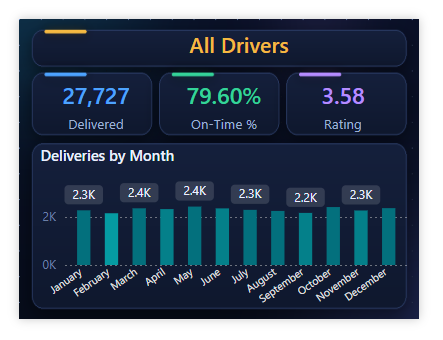 All Drivers
27,727
79.60%
3.58
Delivered
On-Time %
Rating
Deliveries by Month
2.3K
2.4K
2.4K
2.3K
2.2K
2.3K
2K
0K
January
February
March
April
May
June
July
August
September
October
November
December